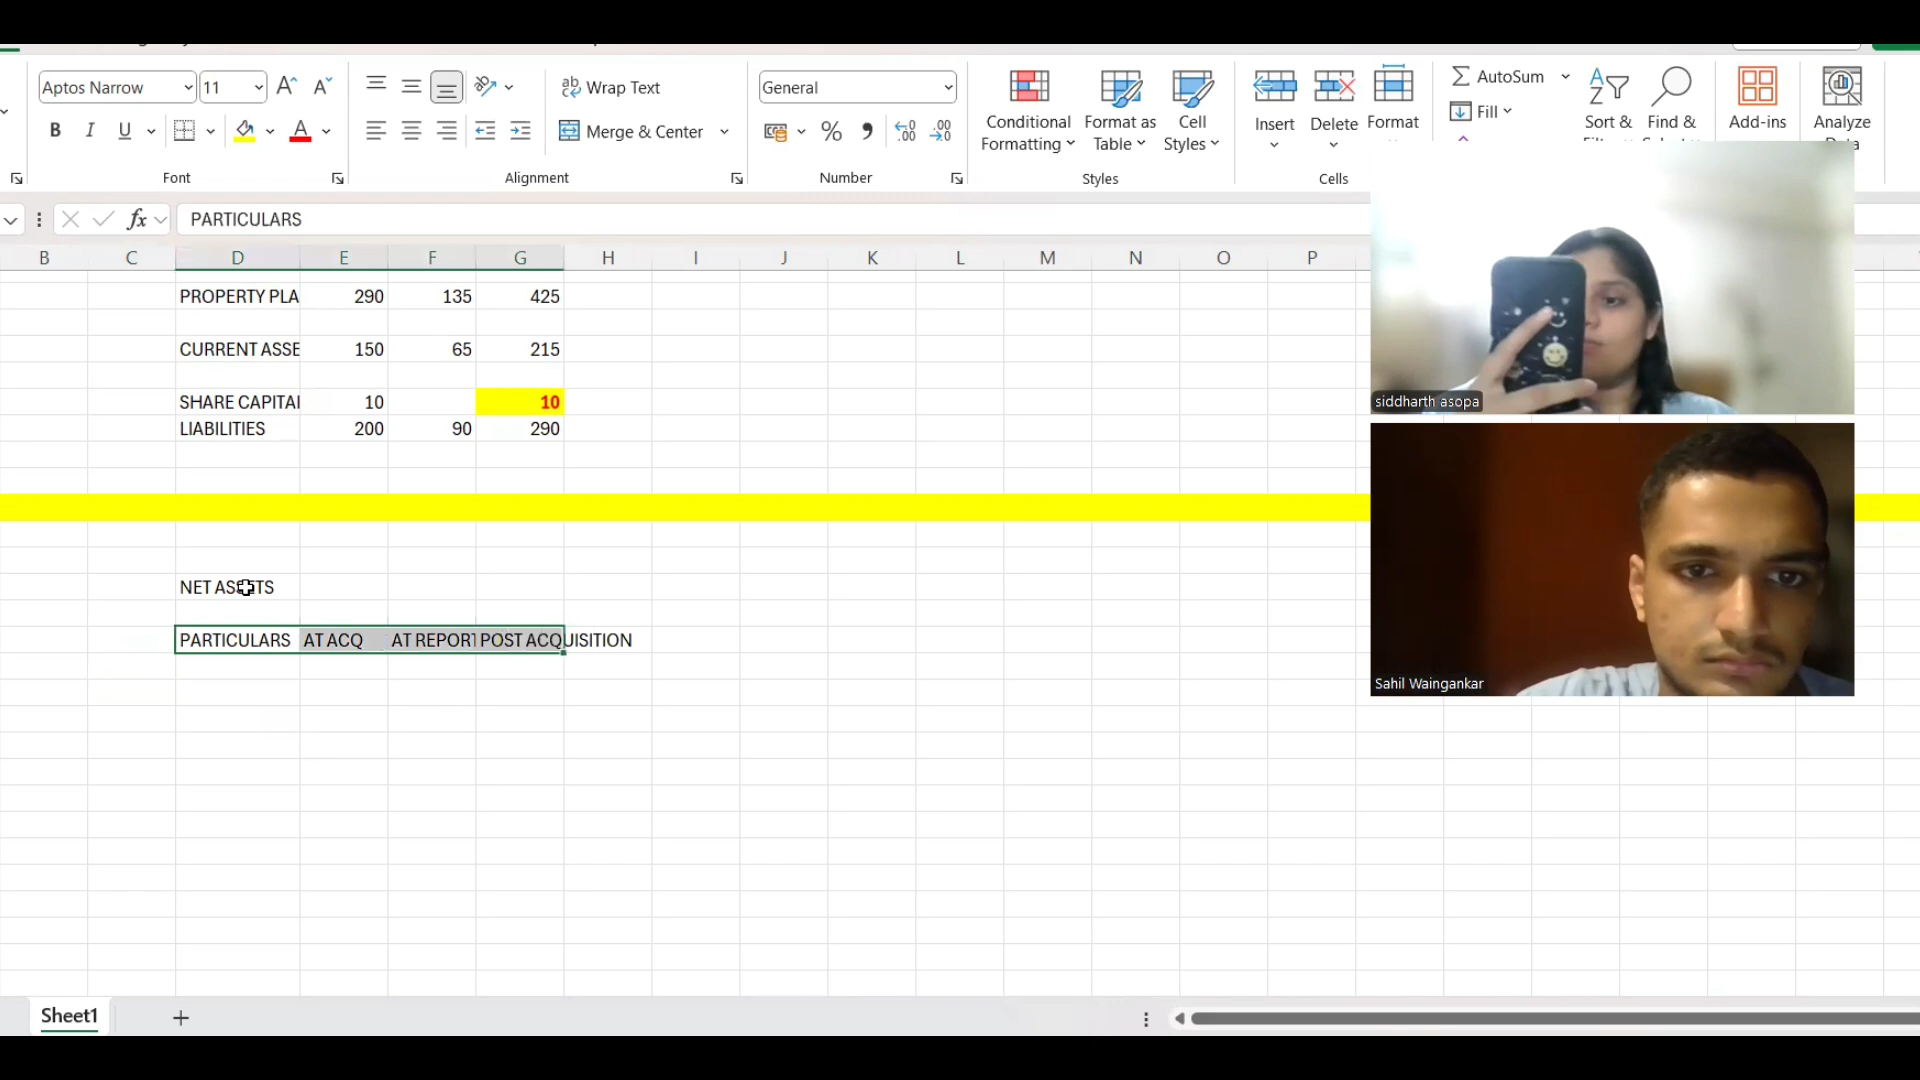 Aptos Narrow 11 Wrap Text General AutoSum
B I U Merge & Center Conditional Formatting Format as Table Cell Styles Insert Delete Format Fill Sort & Find & Add-ins Analyze
Font Alignment Number Styles Cells
fx PARTICULARS
B C D E F G H I J K L M N O P
PROPERTY PLA 290 135 425
CURRENT ASSE 150 65 215
SHARE CAPITAL 10 10
LIABILITIES 200 90 290
siddharth asopa
NET ASSETS
PARTICULARS AT ACQ AT REPORT POST ACQUISITION
Sahil Waingankar
Sheet1